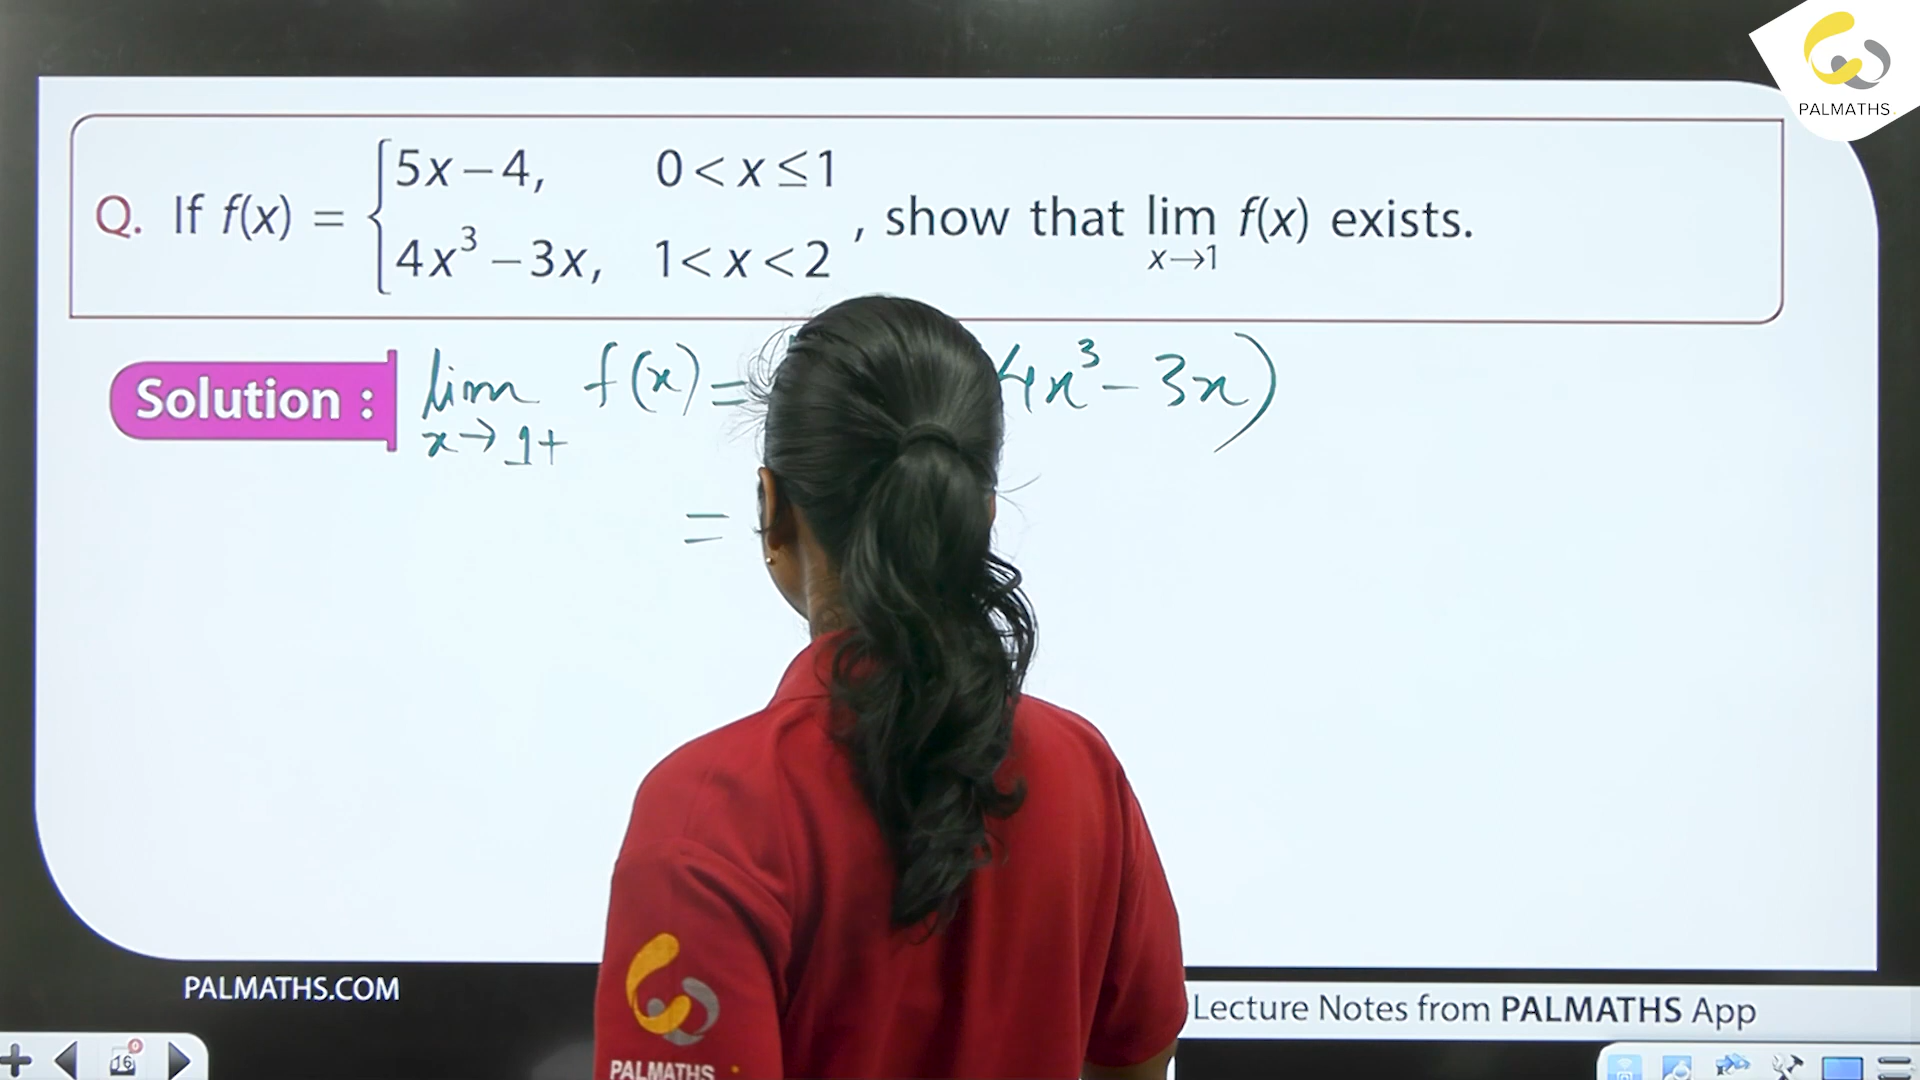 PALMATHS
Q. If f(x) = { 5x − 4, 0 < x ≤ 1
4x³ − 3x, 1 < x < 2 , show that lim x→1 f(x) exists.
Solution : lim x→1+ f(x) = 4x³ − 3x)
=
PALMATHS.COM
Lecture Notes from PALMATHS App
16
0
PALMATHS